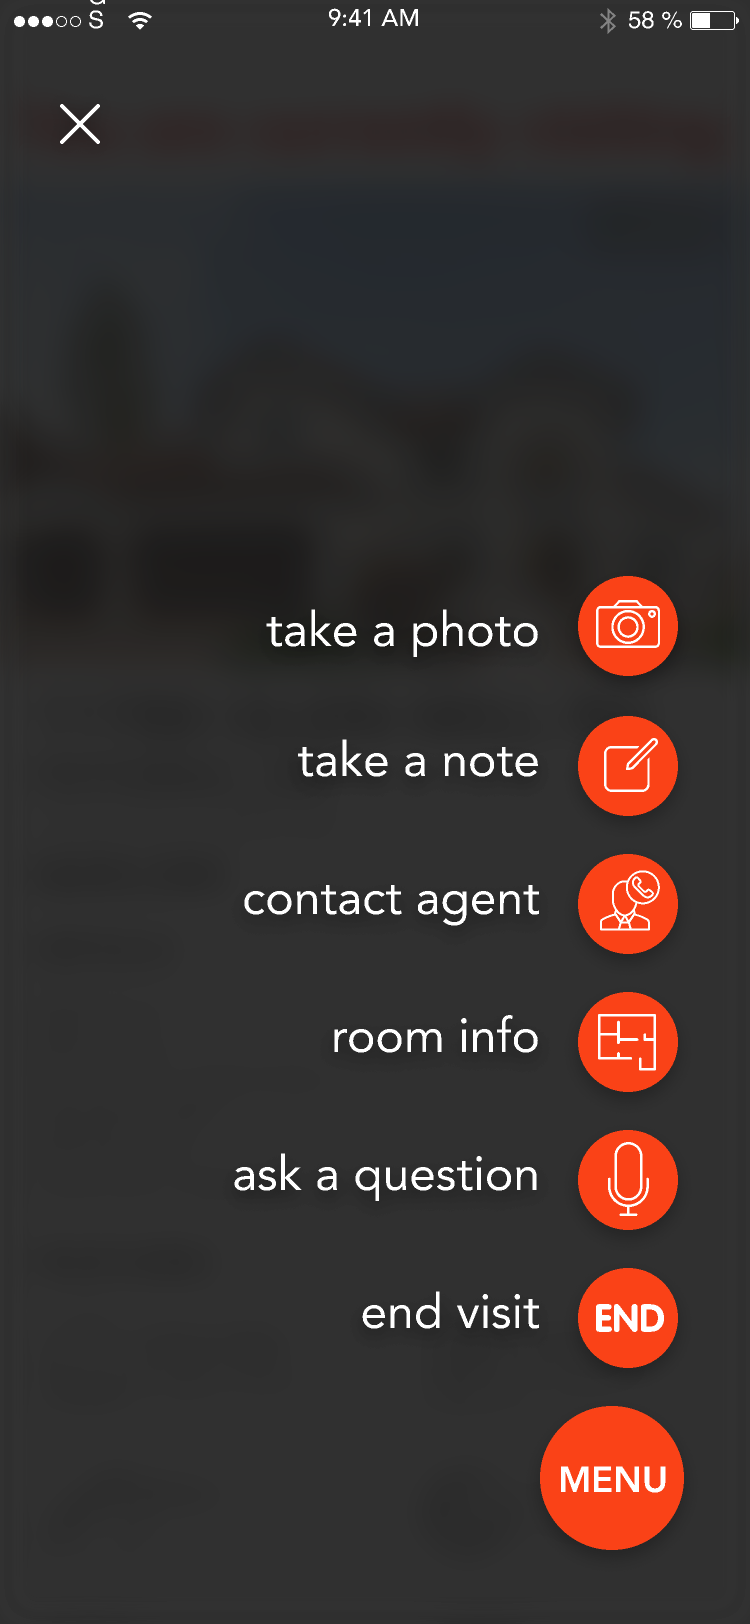 S 9:41 AM 58 %
take a photo
take a note
contact agent
room info
ask a question
end visit END
MENU